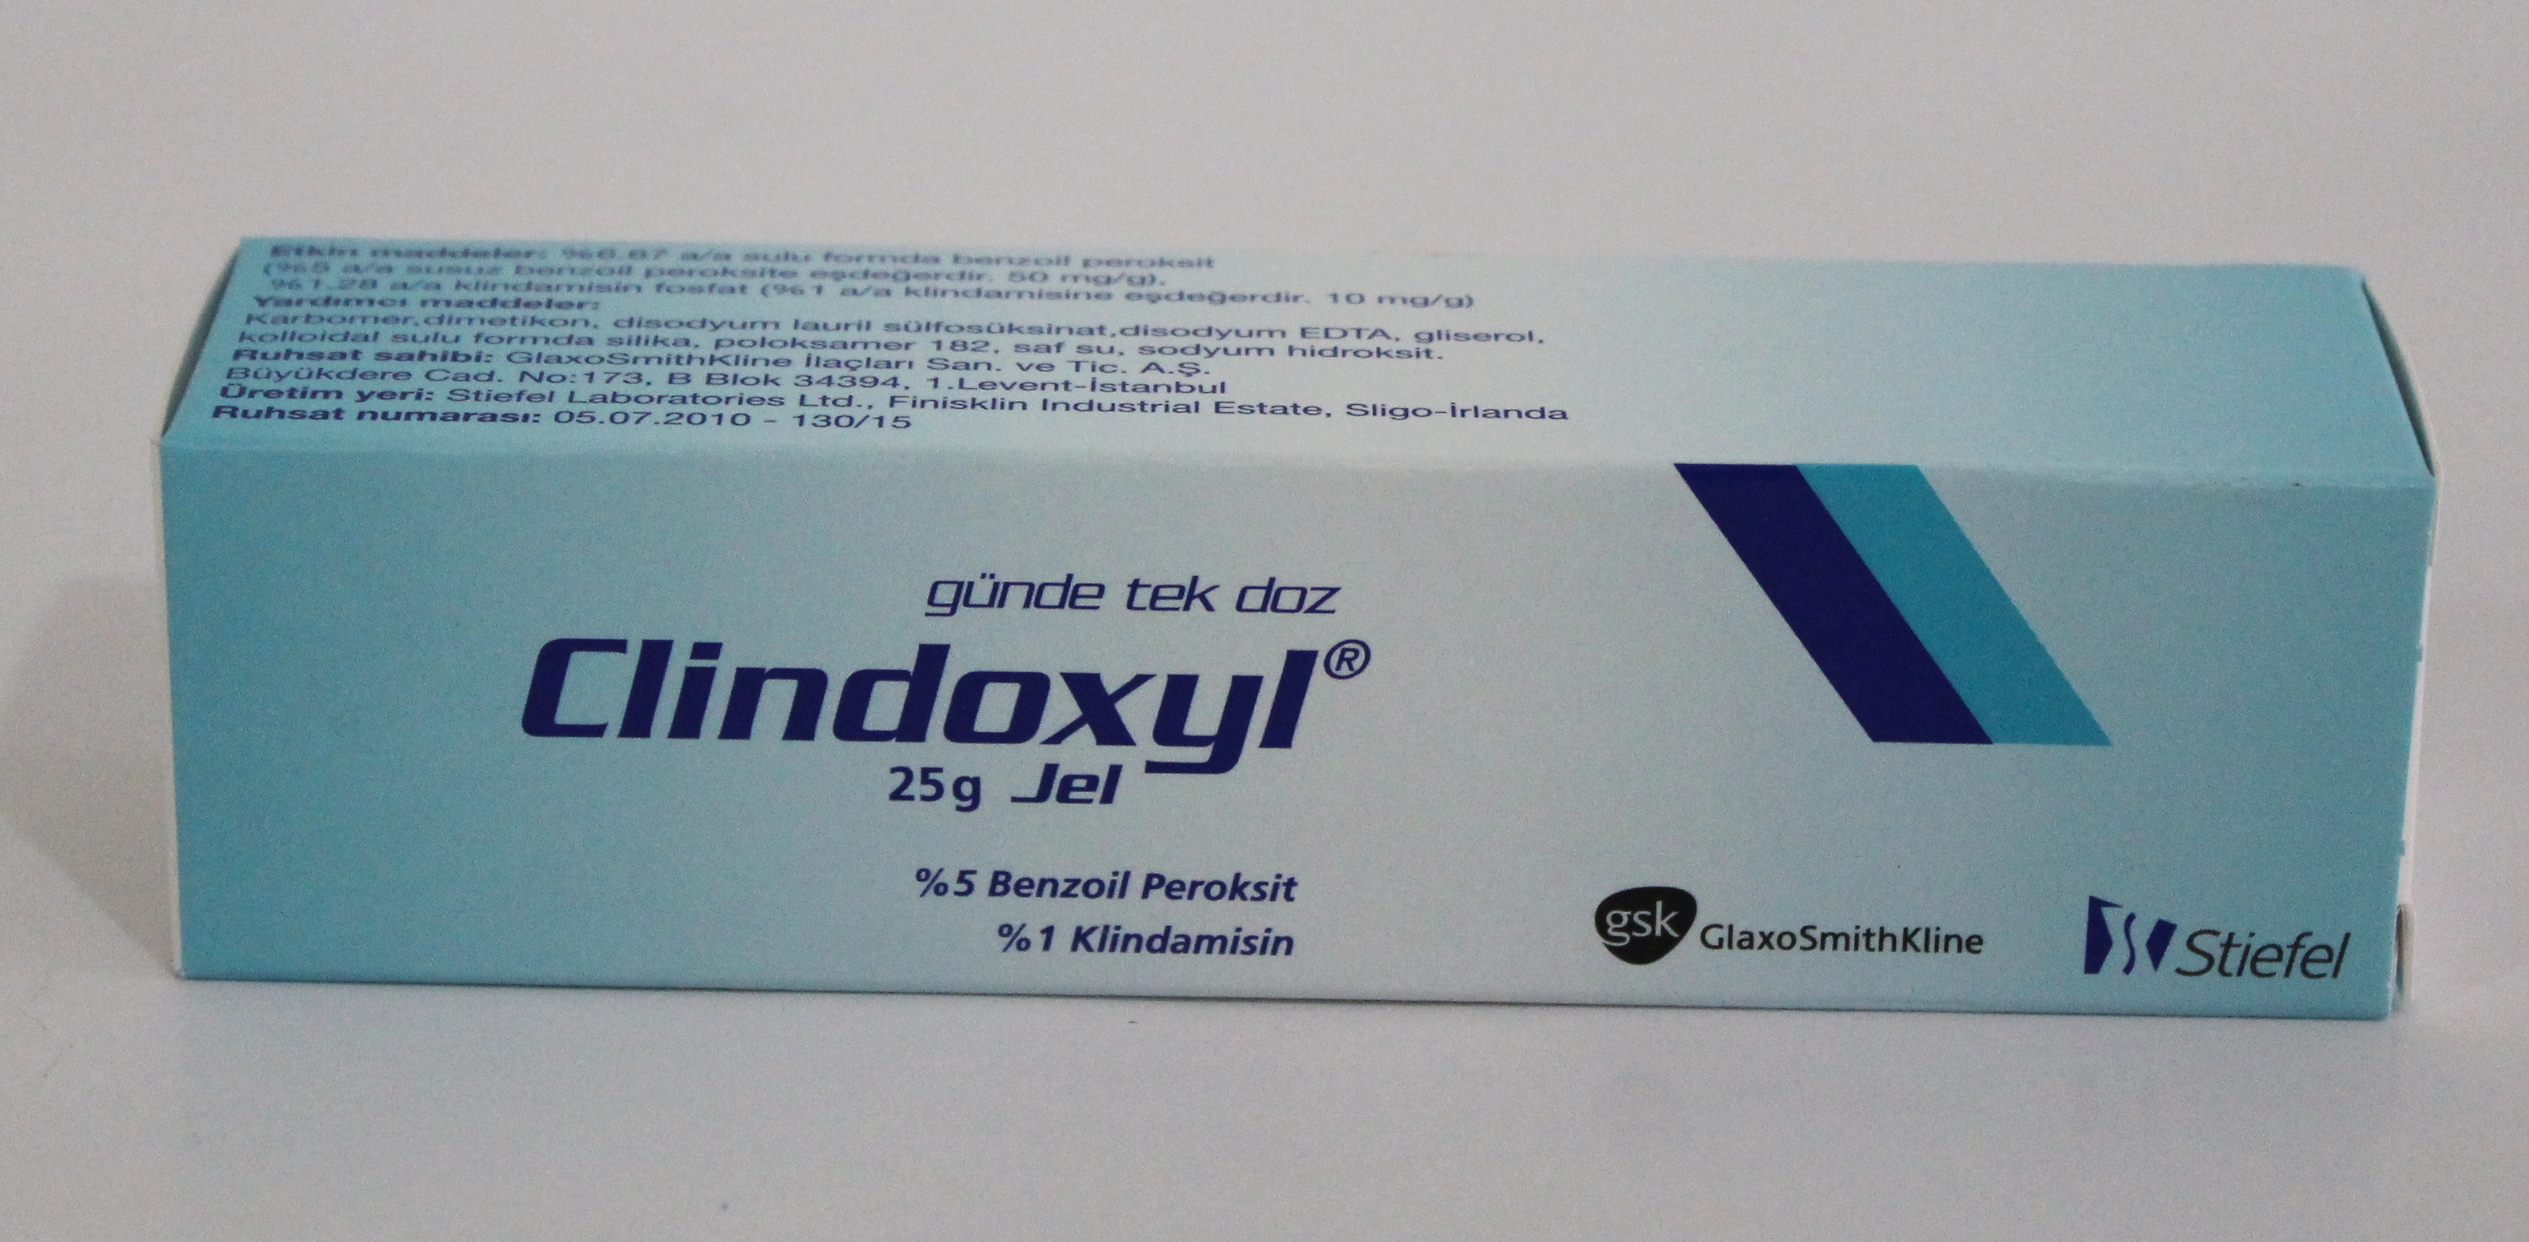 Etkin maddeler: %6.67 a/a sulu formda benzoil peroksit
(%5 a/a susuz benzoil peroksite eşdeğerdir. 50 mg/g).
%1.28 a/a klindamisin fosfat (%1 a/a klindamisine eşdeğerdir. 10 mg/g)
Yardımcı maddeler:
Karbomer,dimetikon, disodyum lauril sülfosüksinat,disodyum EDTA, gliserol,
kolloidal sulu formda silika, poloksamer 182, saf su, sodyum hidroksit.
Ruhsat sahibi: GlaxoSmithKline İlaçları San. ve Tic. A.Ş.
Büyükdere Cad. No:173, B Blok 34394, 1.Levent-İstanbul
Üretim yeri: Stiefel Laboratories Ltd., Finisklin Industrial Estate, Sligo-İrlanda
Ruhsat numarası: 05.07.2010 - 130/15
günde tek doz
Clindoxyl®
25g Jel
%5 Benzoil Peroksit
%1 Klindamisin
gsk GlaxoSmithKline
Stiefel